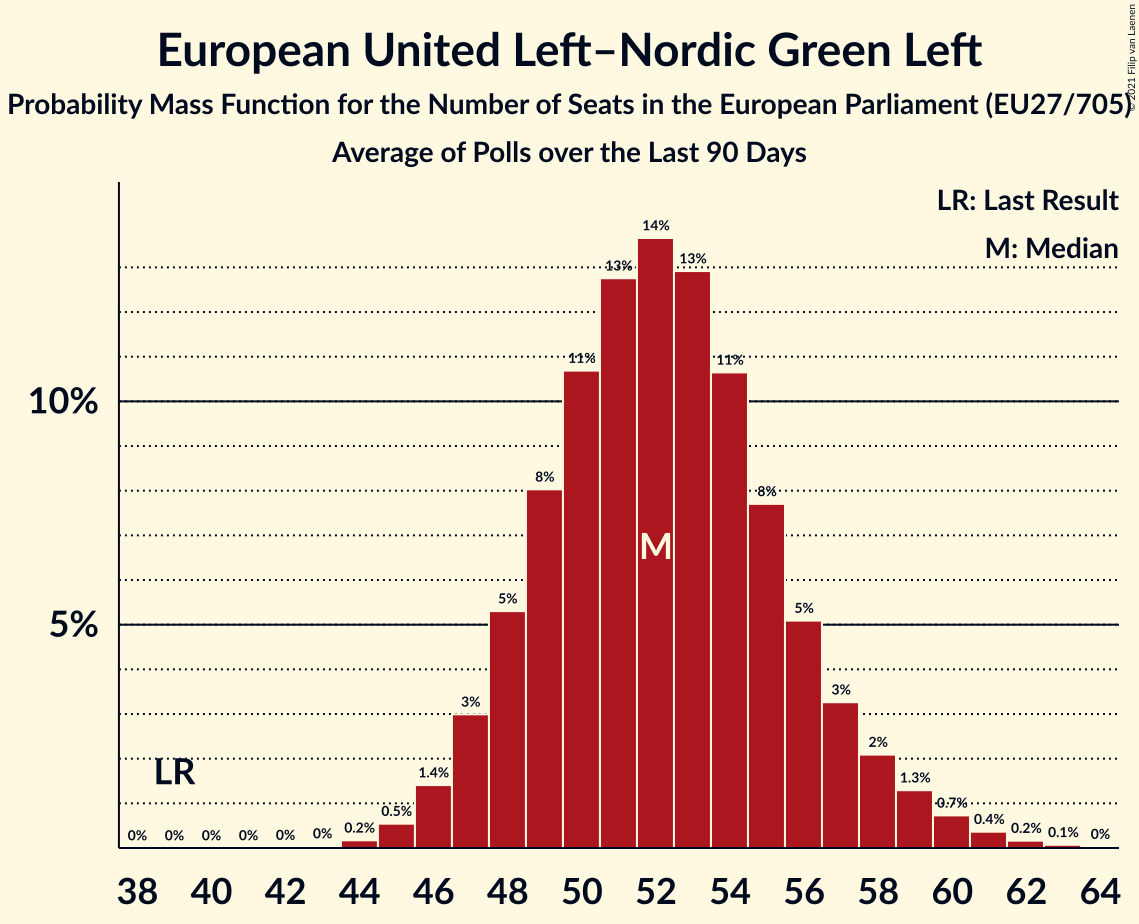 European United Left–Nordic Green Left
Probability Mass Function for the Number of Seats in the European Parliament (EU27/705)
Average of Polls over the Last 90 Days
© 2021 Filip van Laenen
LR: Last Result
M: Median
10%
5%
0% 0% 0% 0% 0% 0% 0.2% 0.5% 1.4% 3% 5% 8% 11% 13% 14% 13% 11% 8% 5% 3% 2% 1.3% 0.7% 0.4% 0.2% 0.1% 0%
LR
M
38 40 42 44 46 48 50 52 54 56 58 60 62 64